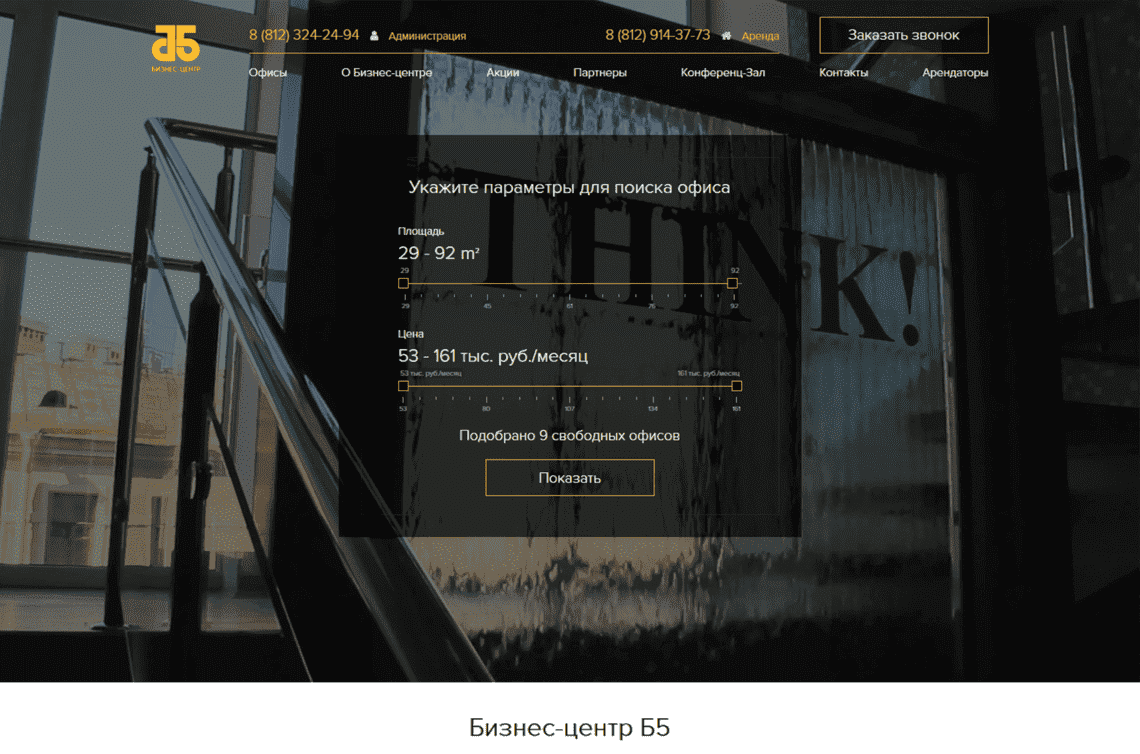 БИЗНЕС-ЦЕНТР
8 (812) 324-24-94 Администрация 8 (812) 914-37-73 Аренда Заказать звонок
Офисы О Бизнес-центре Акции Партнеры Конференц-Зал Контакты Арендаторы
Укажите параметры для поиска офиса
THINK!
Площадь
29 - 92 m²
29 92
29 45 61 76 92
Цена
53 - 161 тыс. руб./месяц
53 тыс. руб./месяц 161 тыс. руб./месяц
53 80 107 134 161
Подобрано 9 свободных офисов
Показать
Бизнес-центр Б5